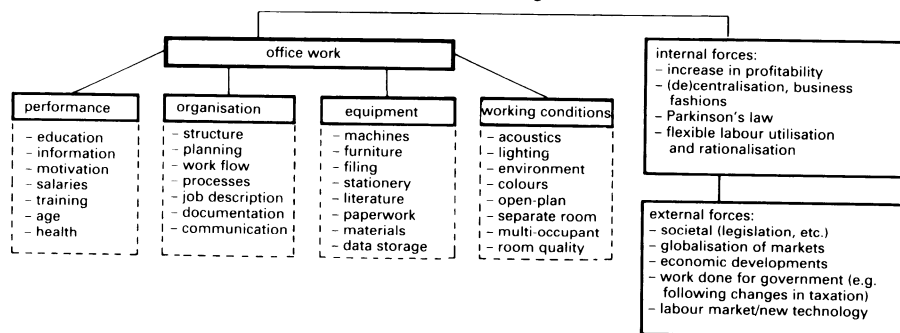 office work
performance
– education
– information
– motivation
– salaries
– training
– age
– health
organisation
– structure
– planning
– work flow
– processes
– job description
– documentation
– communication
equipment
– machines
– furniture
– filing
– stationery
– literature
– paperwork
– materials
– data storage
working conditions
– acoustics
– lighting
– environment
– colours
– open-plan
– separate room
– multi-occupant
– room quality
internal forces:
– increase in profitability
– (de)centralisation, business
fashions
– Parkinson's law
– flexible labour utilisation
and rationalisation
external forces:
– societal (legislation, etc.)
– globalisation of markets
– economic developments
– work done for government (e.g.
following changes in taxation)
– labour market/new technology